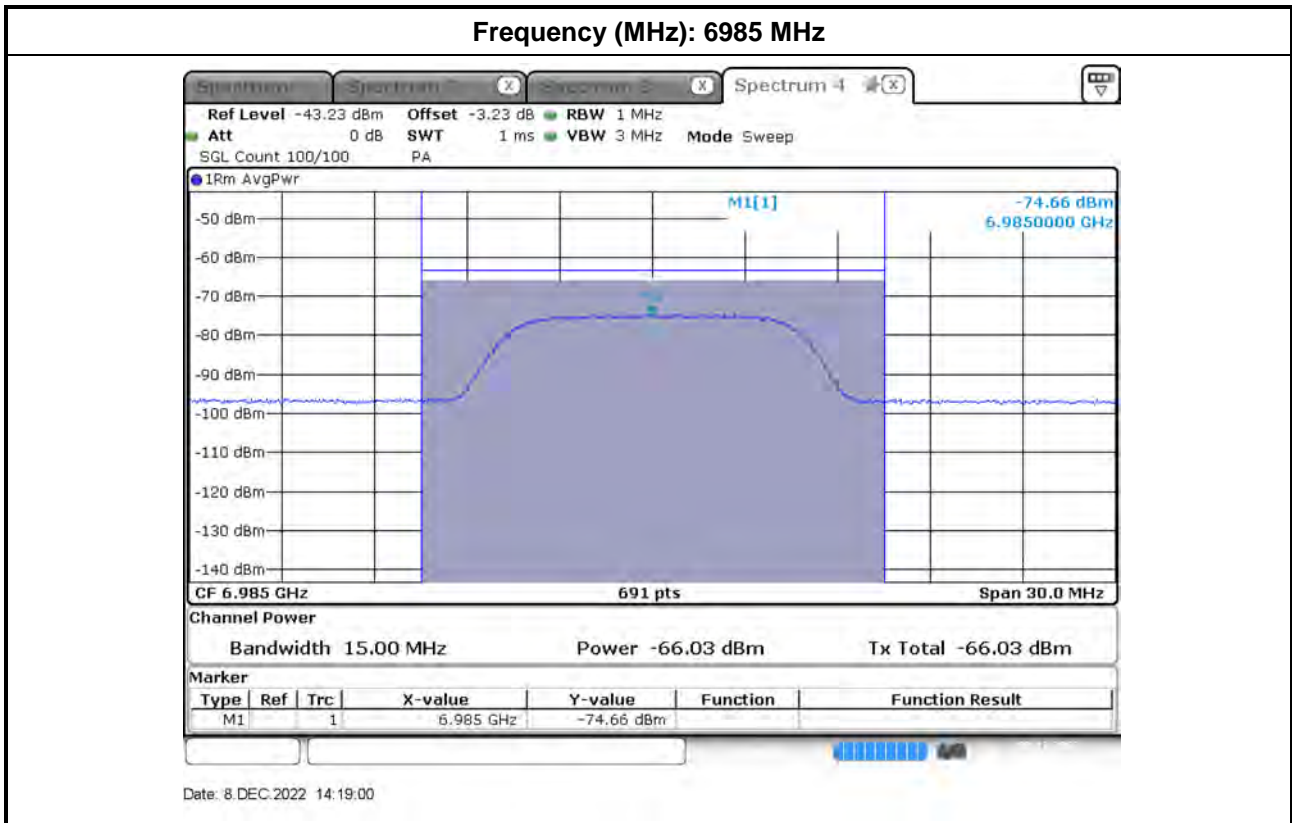 Frequency (MHz): 6985 MHz
Spectrum 4
Ref Level -43.23 dBm Offset -3.23 dB RBW 1 MHz
Att 0 dB SWT 1 ms VBW 3 MHz Mode Sweep
SGL Count 100/100 PA
1Rm AvgPwr
M1[1] -74.66 dBm
6.9850000 GHz
-50 dBm
-60 dBm
-70 dBm
-80 dBm
-90 dBm
-100 dBm
-110 dBm
-120 dBm
-130 dBm
-140 dBm
CF 6.985 GHz 691 pts Span 30.0 MHz
Channel Power
Bandwidth 15.00 MHz Power -66.03 dBm Tx Total -66.03 dBm
Marker
Type Ref Trc X-value Y-value Function Function Result
M1 1 6.985 GHz -74.66 dBm
Date: 8.DEC.2022 14:19:00